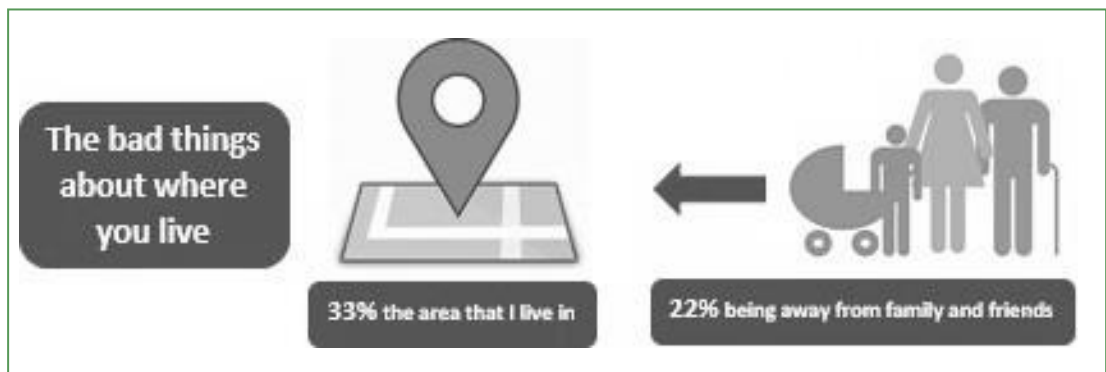 The bad things
about where
you live
33% the area that I live in
22% being away from family and friends